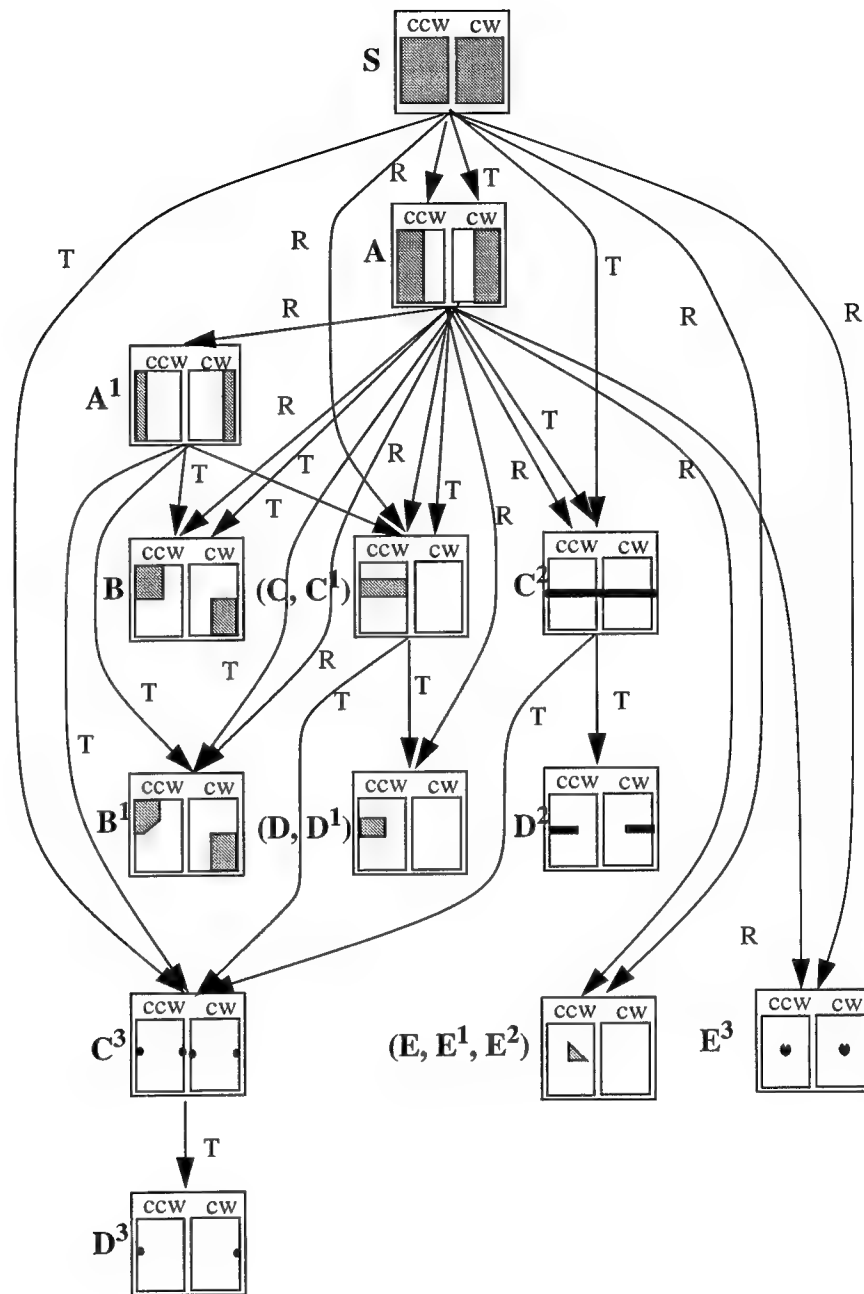 CCW CW
S
R T
CCW CW
R
T
A
T
R
R
R
CCW CW
A¹
R T
T T R T R T R R
CCW CW
B
CCW CW
(C, C¹)
CCW CW
C²
T
R
T T T T T
T
CCW CW
B¹
CCW CW
(D, D¹)
CCW CW
D²
R
CCW CW
C³
CCW CW
(E, E¹, E²)
CCW CW
E³
T
CCW CW
D³